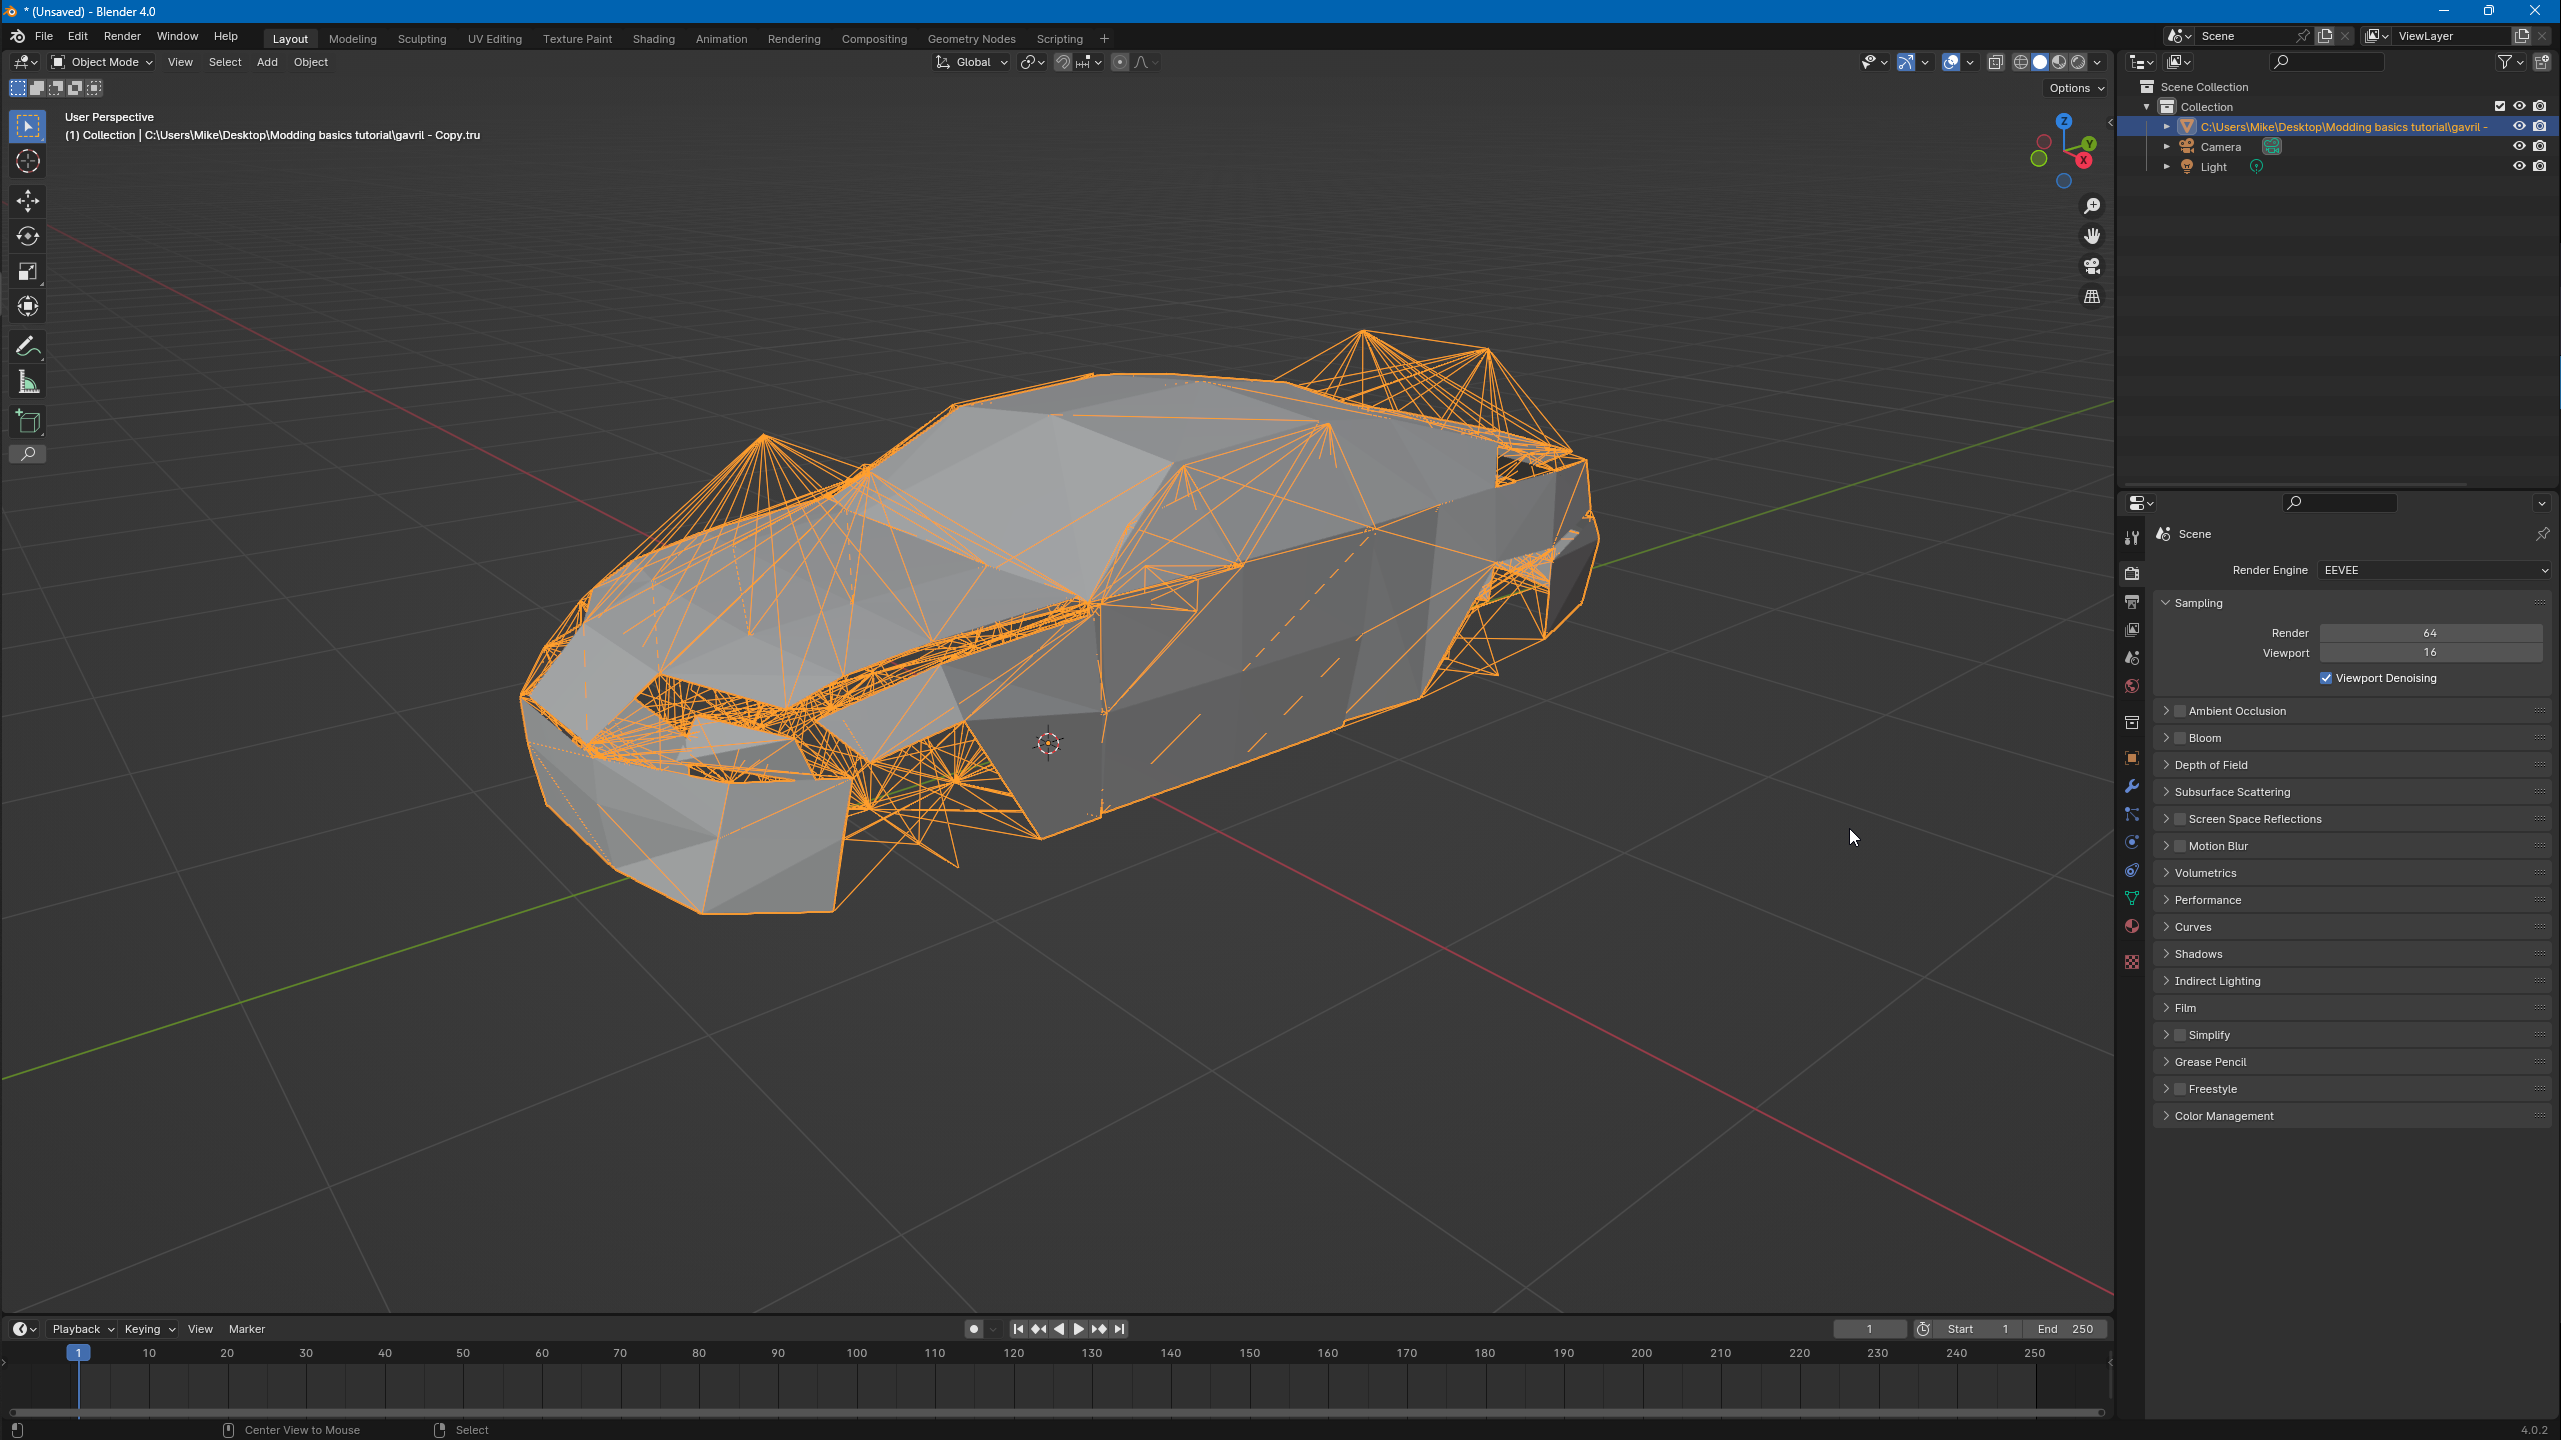 * (Unsaved) - Blender 4.0
File Edit Render Window Help Layout Modeling Sculpting UV Editing Texture Paint Shading Animation Rendering Compositing Geometry Nodes Scripting + Scene ViewLayer
Object Mode View Select Add Object Global
Options
User Perspective
(1) Collection | C:\Users\Mike\Desktop\Modding basics tutorial\gavril - Copy.tru
Z
Y
X
Scene Collection
Collection
C:\Users\Mike\Desktop\Modding basics tutorial\gavril -
Camera
Light
Scene
Render Engine EEVEE
Sampling
Render 64
Viewport 16
Viewport Denoising
Ambient Occlusion
Bloom
Depth of Field
Subsurface Scattering
Screen Space Reflections
Motion Blur
Volumetrics
Performance
Curves
Shadows
Indirect Lighting
Film
Simplify
Grease Pencil
Freestyle
Color Management
Playback Keying View Marker 1 Start 1 End 250
1 10 20 30 40 50 60 70 80 90 100 110 120 130 140 150 160 170 180 190 200 210 220 230 240 250
Center View to Mouse Select 4.0.2